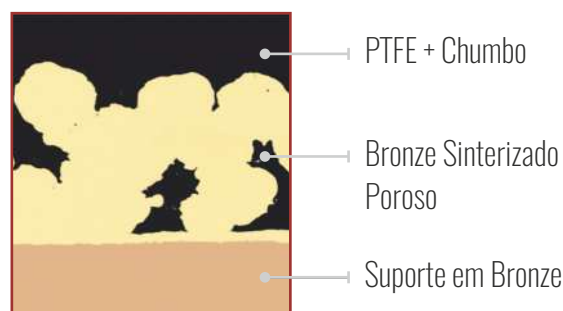 PTFE + Chumbo
Bronze Sinterizado
Poroso
Suporte em Bronze